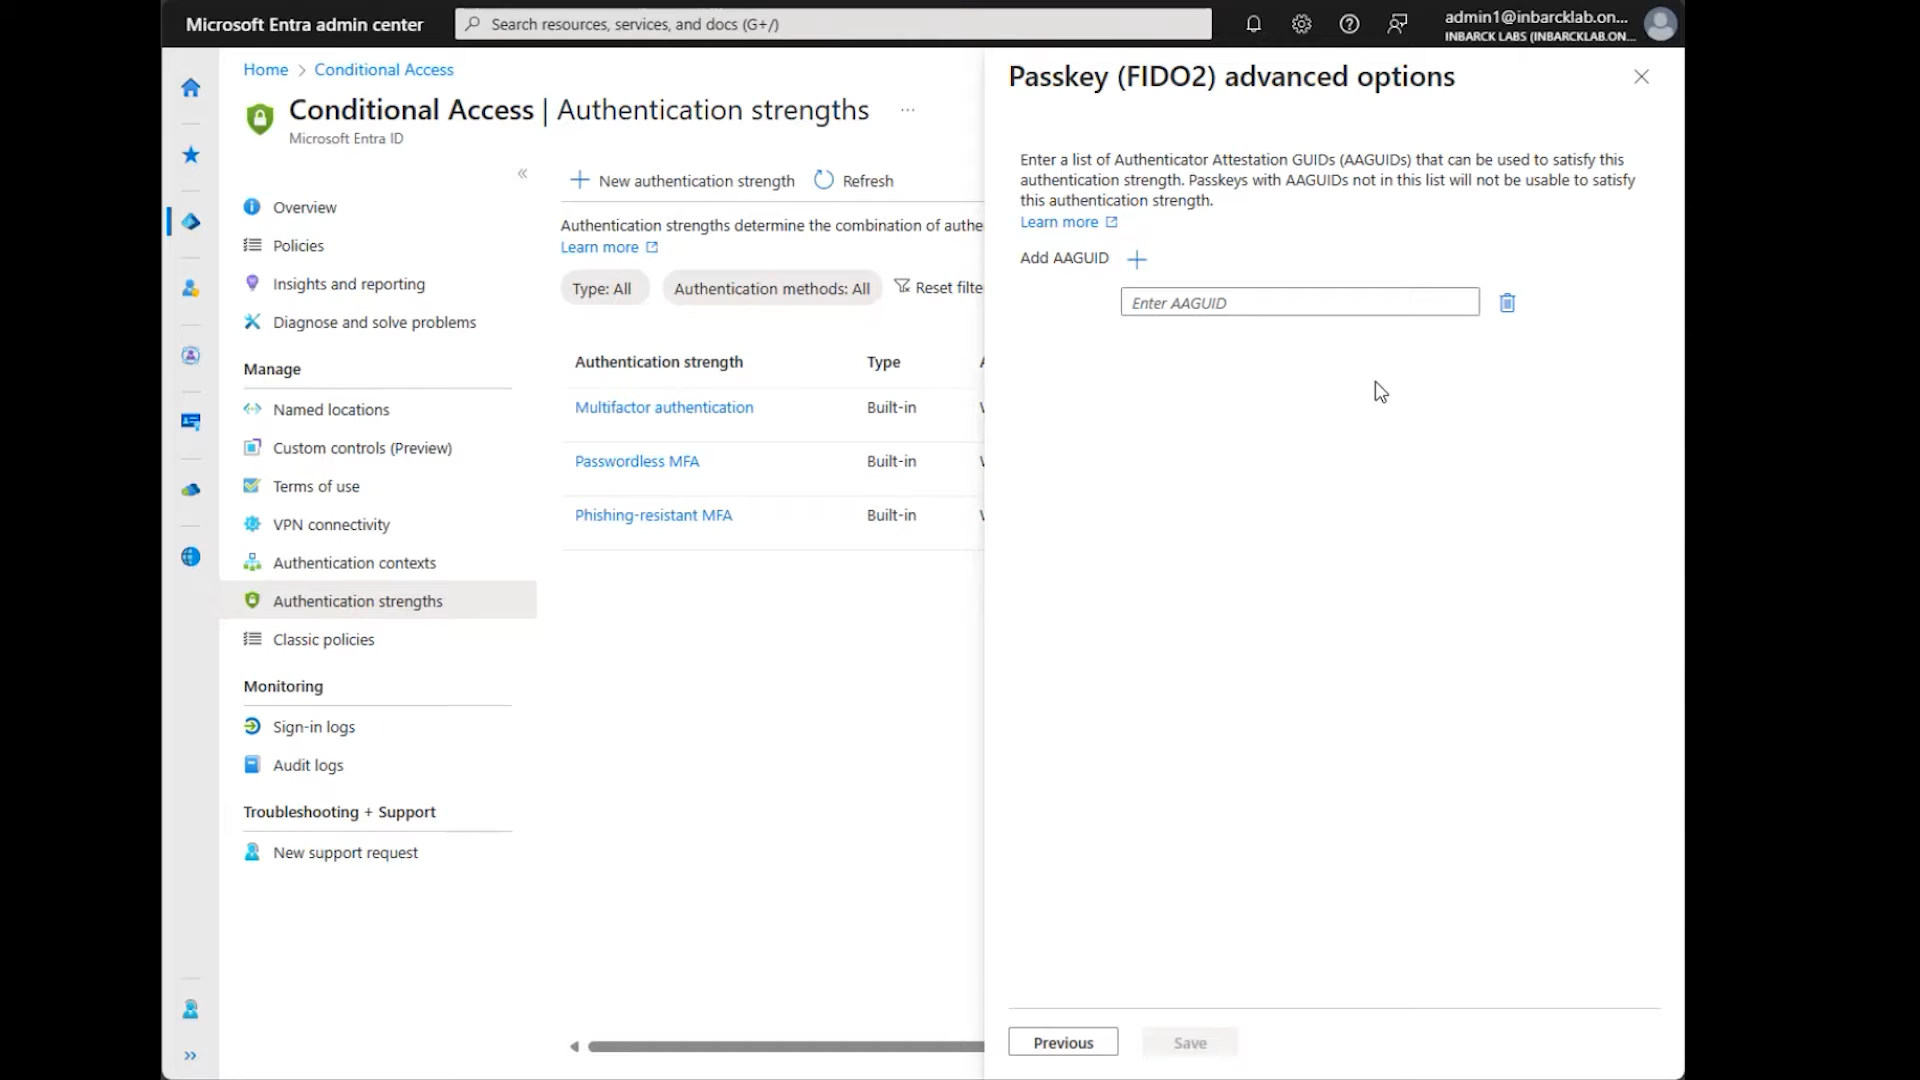 Microsoft Entra admin center
Search resources, services, and docs (G+/)
admin1@inbarcklab.on...
INBARCK LABS (INBARCKLAB.ON...
Home > Conditional Access
Conditional Access | Authentication strengths ...
Microsoft Entra ID
«
Overview
Policies
Insights and reporting
Diagnose and solve problems
Manage
Named locations
Custom controls (Preview)
Terms of use
VPN connectivity
Authentication contexts
Authentication strengths
Classic policies
Monitoring
Sign-in logs
Audit logs
Troubleshooting + Support
New support request
»
New authentication strength
Refresh
Authentication strengths determine the combination of authe
Learn more
Type: All
Authentication methods: All
Reset filte
Authentication strength Type
Multifactor authentication Built-in
Passwordless MFA Built-in
Phishing-resistant MFA Built-in
Passkey (FIDO2) advanced options
Enter a list of Authenticator Attestation GUIDs (AAGUIDs) that can be used to satisfy this
authentication strength. Passkeys with AAGUIDs not in this list will not be usable to satisfy
this authentication strength.
Learn more
Add AAGUID
Enter AAGUID
Previous
Save